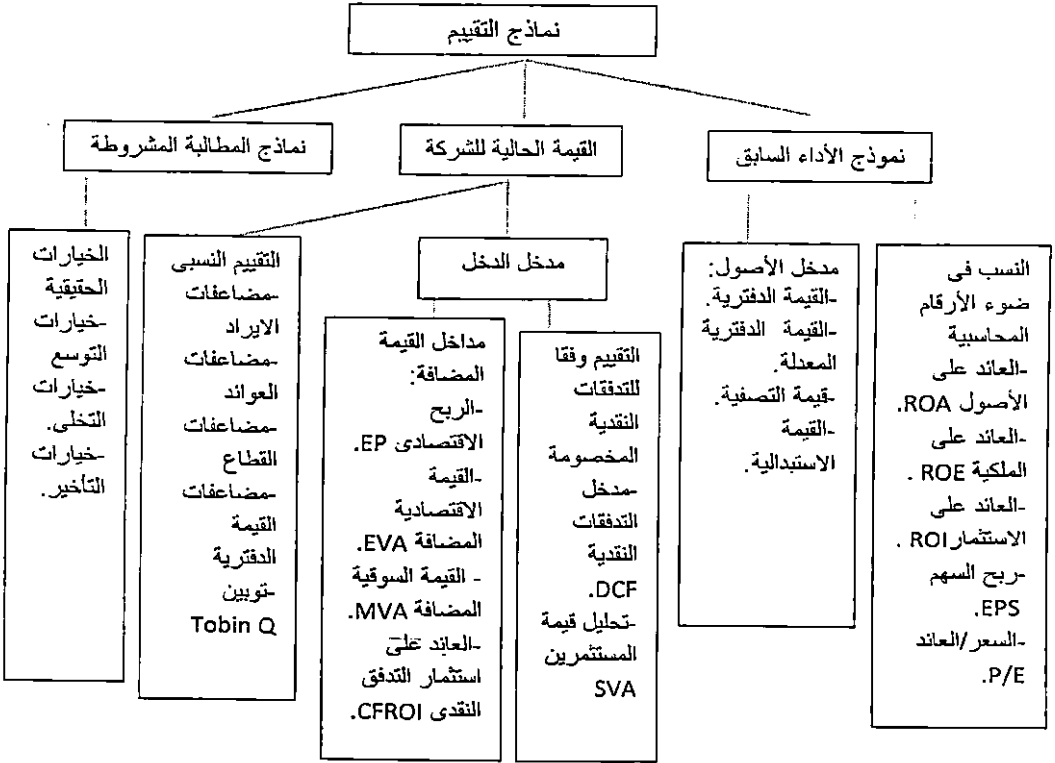 نماذج التقييم
نموذج الأداء السابق
القيمة الحالية للشركة
نماذج المطالبة المشروطة
النسب فى
ضوء الأرقام
المحاسبية
-العائد على
الأصول ROA.
-العائد على
الملكية ROE .
-العائد على
الاستثمار ROI .
-ربح السهم
EPS.
-السعر/العائد
P/E.
مدخل الأصول:
-القيمة الدفترية.
-القيمة الدفترية
المعدلة.
-قيمة التصفية.
-القيمة
الاستبدالية.
مدخل الدخل
التقييم وفقا
للتدفقات
النقدية
المخصومة
-مدخل
التدفقات
النقدية
DCF.
-تحليل قيمة
المستثمرين
SVA
مداخل القيمة
المضافة:
-الربح
الاقتصادى EP.
-القيمة
الاقتصادية
المضافة EVA.
- القيمة السوقية
المضافة MVA.
-العائد على
استثمار التدفق
النقدى CFROI.
التقييم النسبى
-مضاعفات
الايراد
-مضاعفات
العوائد
-مضاعفات
القطاع
-مضاعفات
القيمة
الدفترية
-توبين
Tobin Q
الخيارات
الحقيقية
-خيارات
التوسع
-خيارات
التخلى.
-خيارات
التأخير.